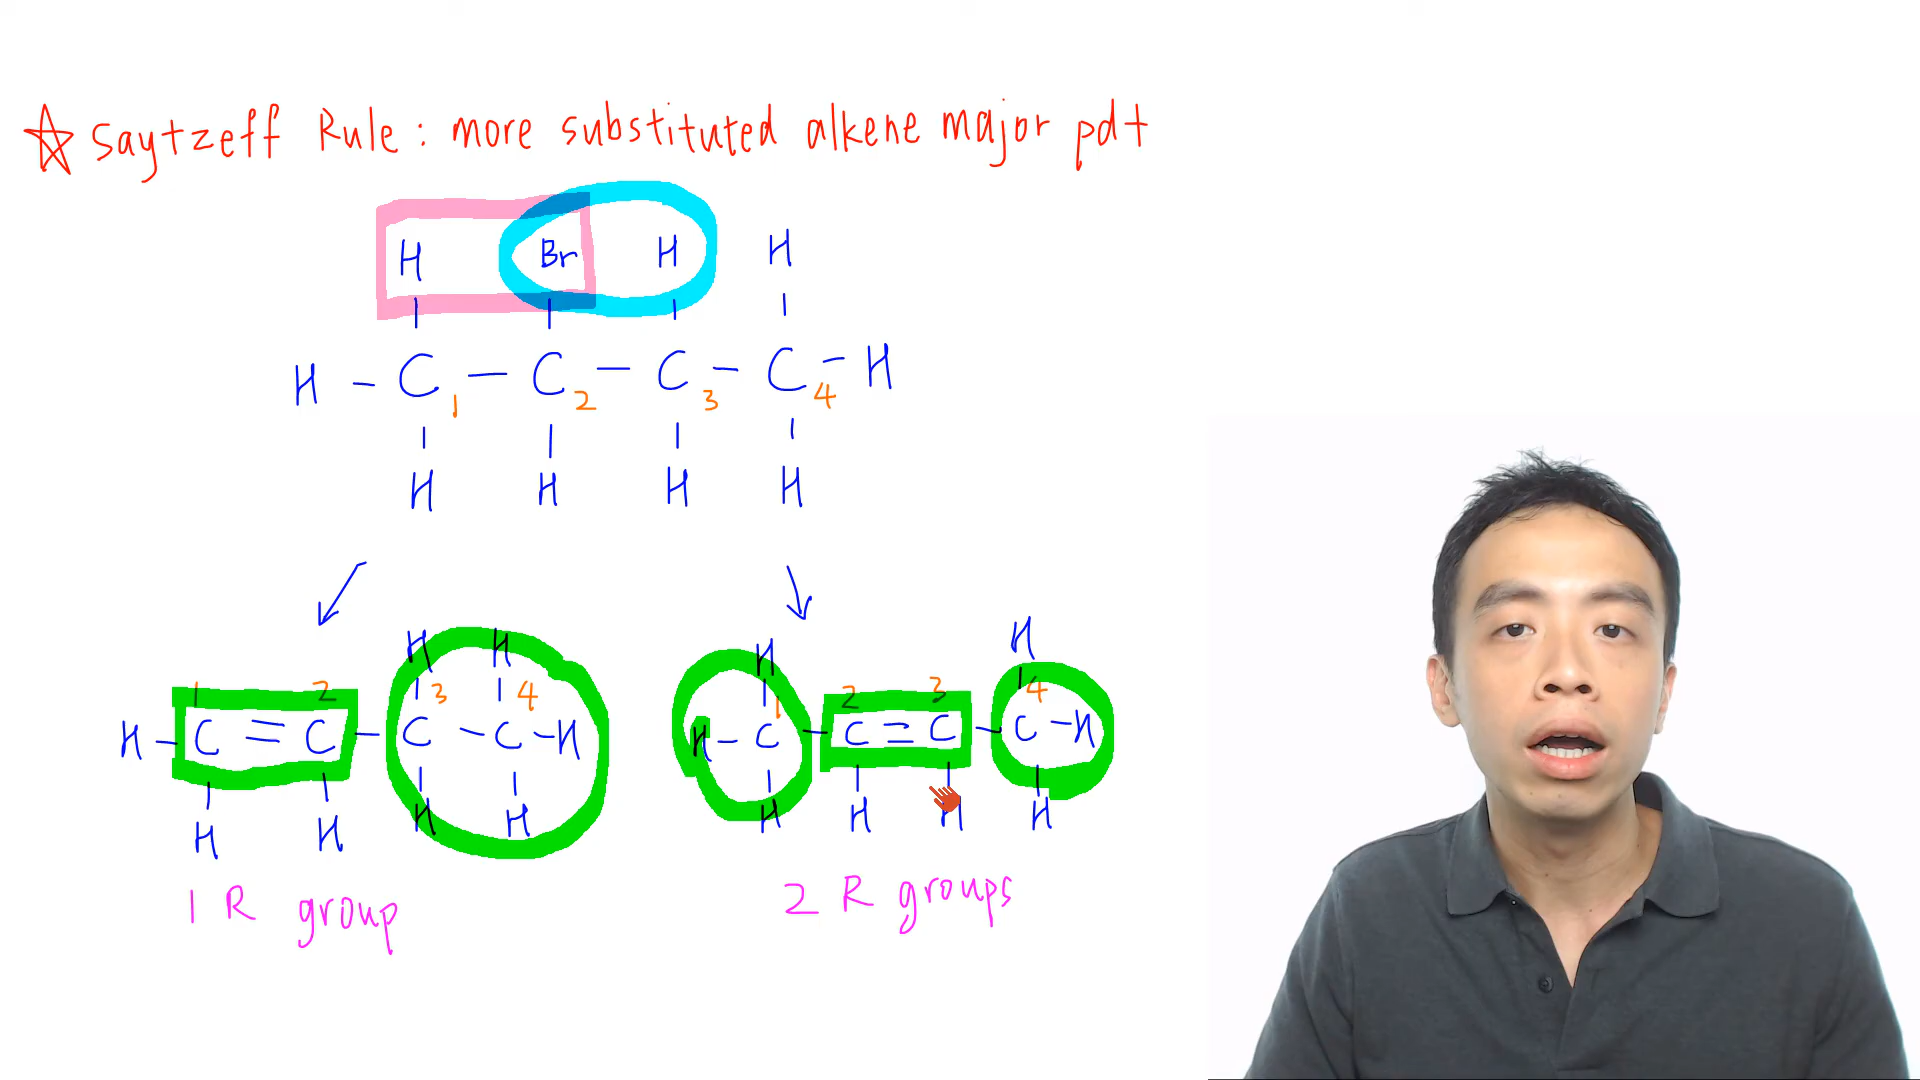 ☆ Saytzeff Rule: more substituted alkene major pdt
H Br H H
H - C1 - C2 - C3 - C4 - H
H H H H
H H H H
1 2 3 4 1 2 3 4
H - C = C - C - C - H H - C - C = C - C - H
H H H H H H H H
1 R group 2 R groups